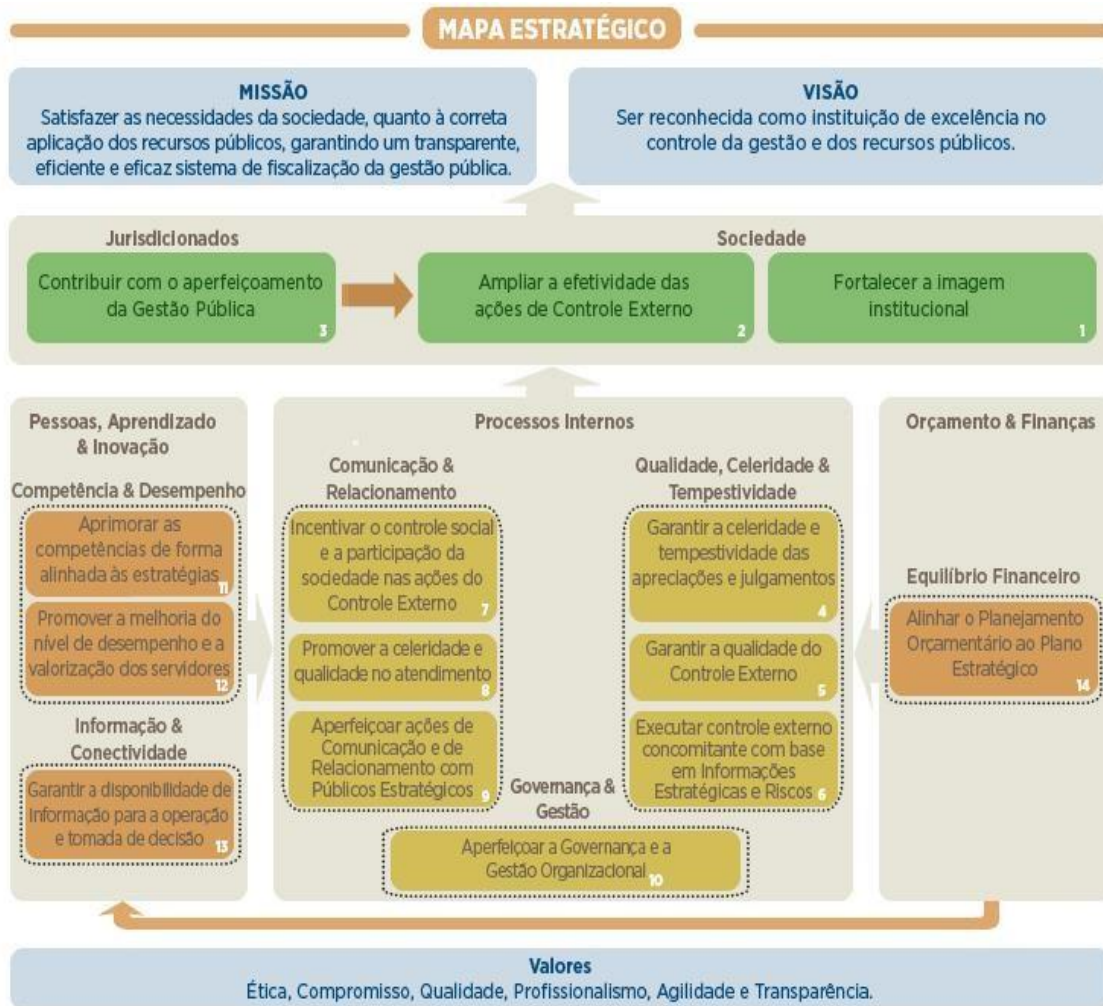 MAPA ESTRATÉGICO
MISSÃO
Satisfazer as necessidades da sociedade, quanto à correta
aplicação dos recursos públicos, garantindo um transparente,
eficiente e eficaz sistema de fiscalização da gestão pública.
VISÃO
Ser reconhecida como instituição de excelência no
controle da gestão e dos recursos públicos.
Jurisdicionados
Contribuir com o aperfeiçoamento
da Gestão Pública
3
Sociedade
Ampliar a efetividade das
ações de Controle Externo
2
Fortalecer a imagem
institucional
1
Pessoas, Aprendizado
& Inovação
Competência & Desempenho
Aprimorar as
competências de forma
alinhada às estratégias
11
Promover a melhoria do
nível de desempenho e a
valorização dos servidores
12
Informação &
Conectividade
Garantir a disponibilidade de
Informação para a operação
e tomada de decisão
13
Processos Internos
Comunicação &
Relacionamento
Incentivar o controle social
e a participação da
sociedade nas ações do
Controle Externo
7
Promover a celeridade e
qualidade no atendimento
8
Aperfeiçoar ações de
Comunicação e de
Relacionamento com
Públicos Estratégicos
9
Qualidade, Celeridade &
Tempestividade
Garantir a celeridade e
tempestividade das
apreciações e julgamentos
4
Garantir a qualidade do
Controle Externo
5
Executar controle externo
concomitante com base
em Informações
Estratégicas e Riscos
6
Governança &
Gestão
Aperfeiçoar a Governança e a
Gestão Organizacional
10
Orçamento & Finanças
Equilíbrio Financeiro
Alinhar o Planejamento
Orçamentário ao Plano
Estratégico
14
Valores
Ética, Compromisso, Qualidade, Profissionalismo, Agilidade e Transparência.